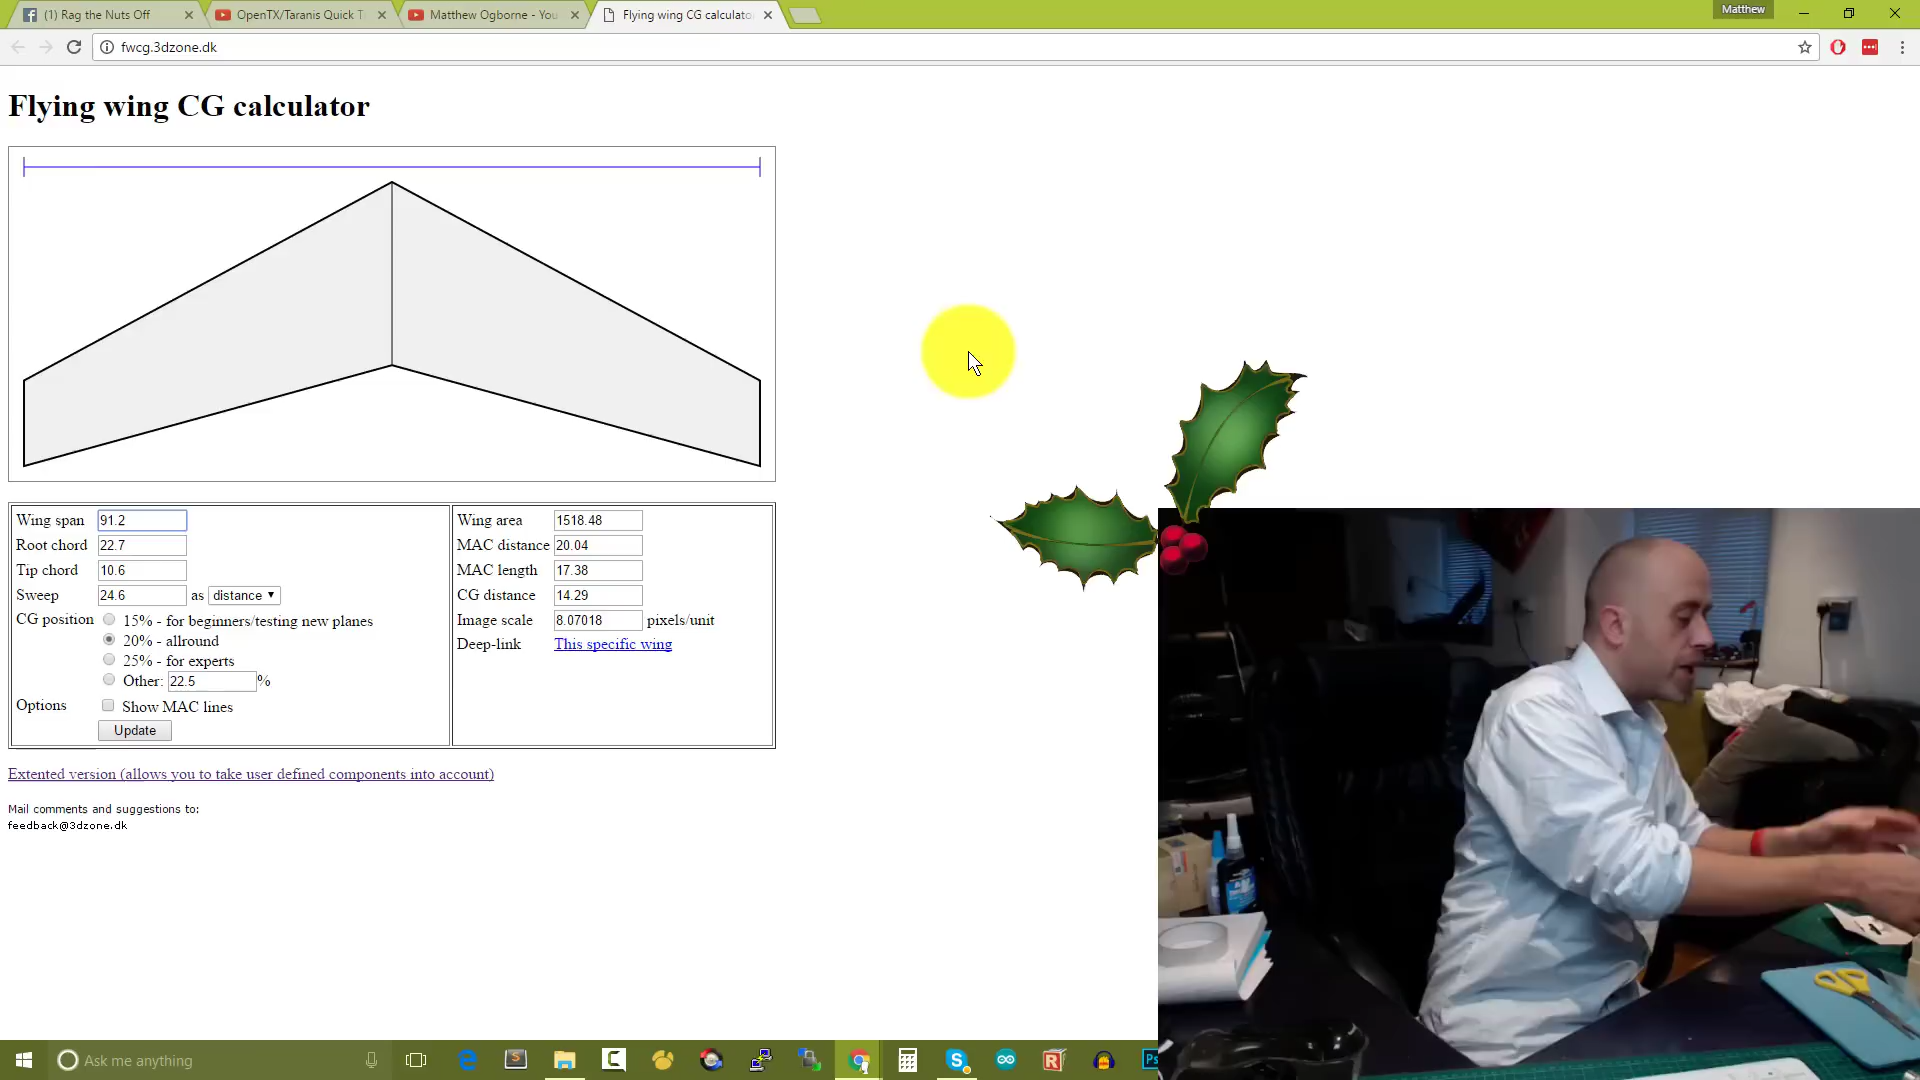 (1) Rag the Nuts Off
OpenTX/Taranis Quick T
Matthew Ogborne - You
Flying wing CG calculato
Matthew
fwcg.3dzone.dk
Flying wing CG calculator
Wing span 91.2
Root chord 22.7
Tip chord 10.6
Sweep 24.6 as distance
CG position 15% - for beginners/testing new planes
20% - allround
25% - for experts
Other: 22.5 %
Options Show MAC lines
Update
Wing area 1518.48
MAC distance 20.04
MAC length 17.38
CG distance 14.29
Image scale 8.07018 pixels/unit
Deep-link This specific wing
Extented version (allows you to take user defined components into account)
Mail comments and suggestions to:
feedback@3dzone.dk
Ask me anything